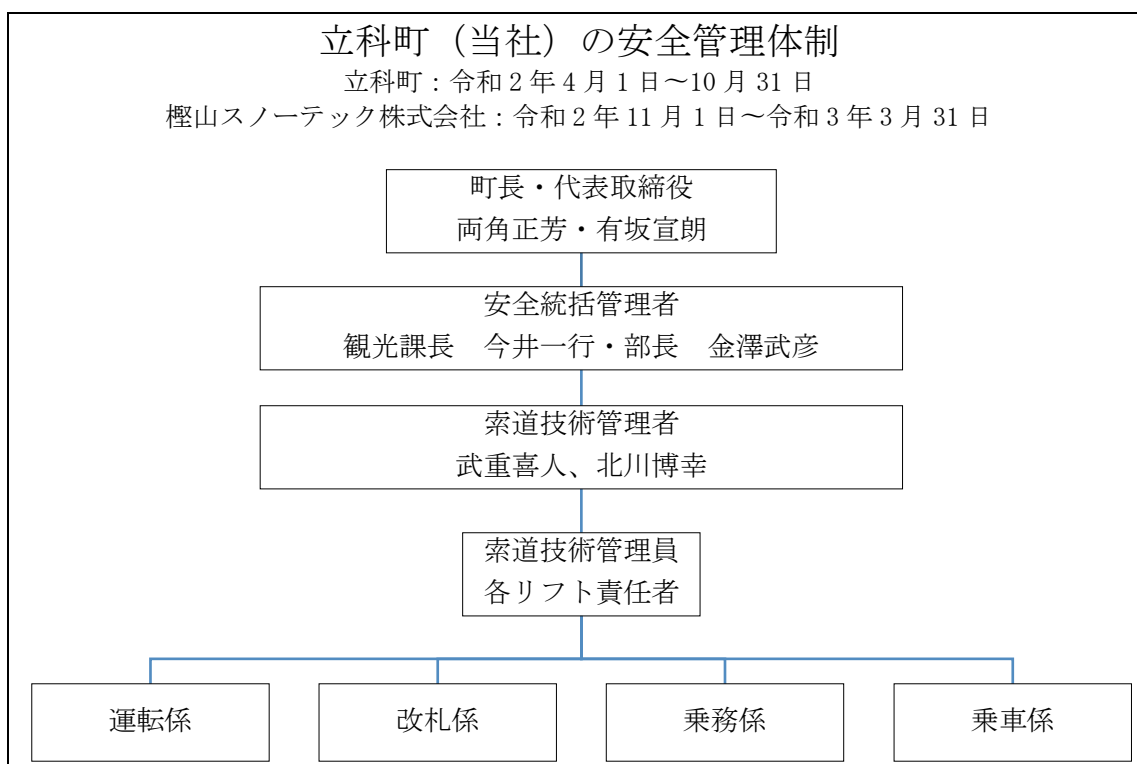 立科町（当社）の安全管理体制
立科町：令和２年４月１日～10月31日
樫山スノーテック株式会社：令和２年11月１日～令和３年３月31日
町長・代表取締役
両角正芳・有坂宣朗
安全統括管理者
観光課長　今井一行・部長　金澤武彦
索道技術管理者
武重喜人、北川博幸
索道技術管理員
各リフト責任者
運転係
改札係
乗務係
乗車係